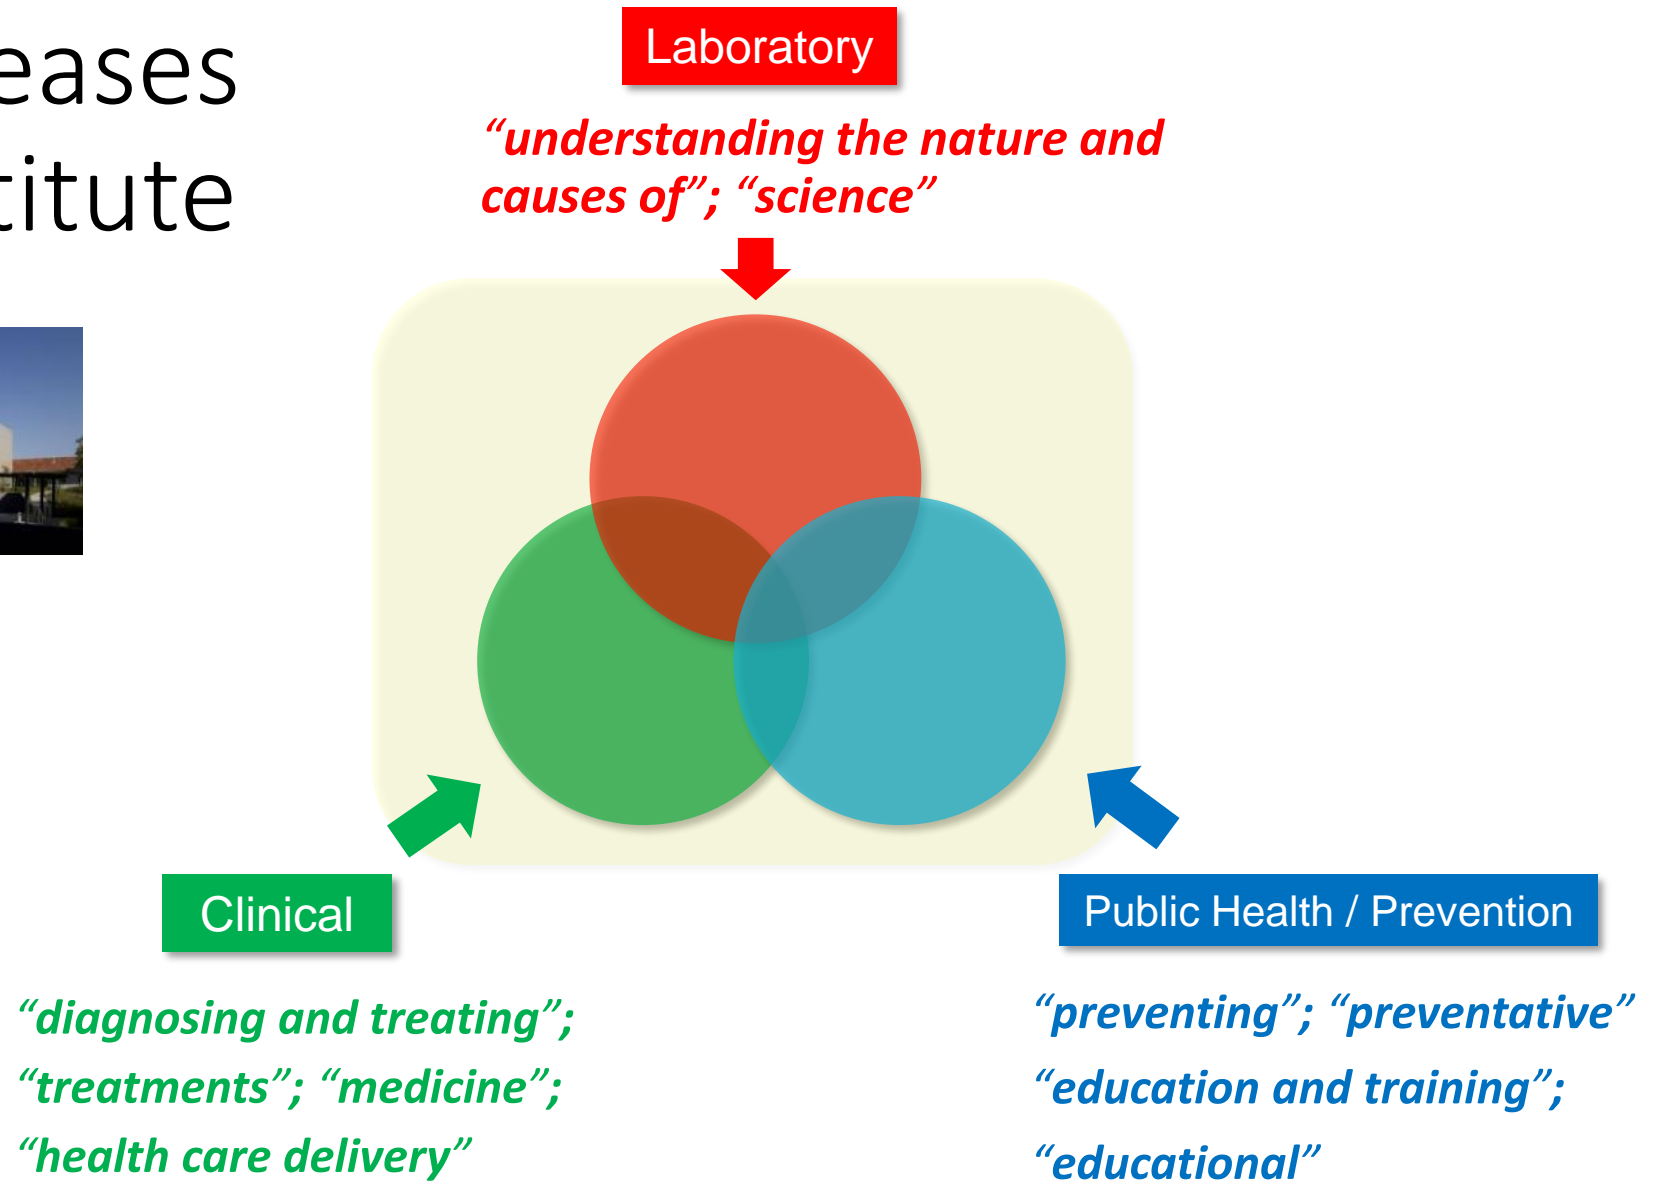 eases
titute
Laboratory
“understanding the nature and
causes of”; “science”
Clinical
“diagnosing and treating”;
“treatments”; “medicine”;
“health care delivery”
Public Health / Prevention
“preventing”; “preventative”
“education and training”;
“educational”